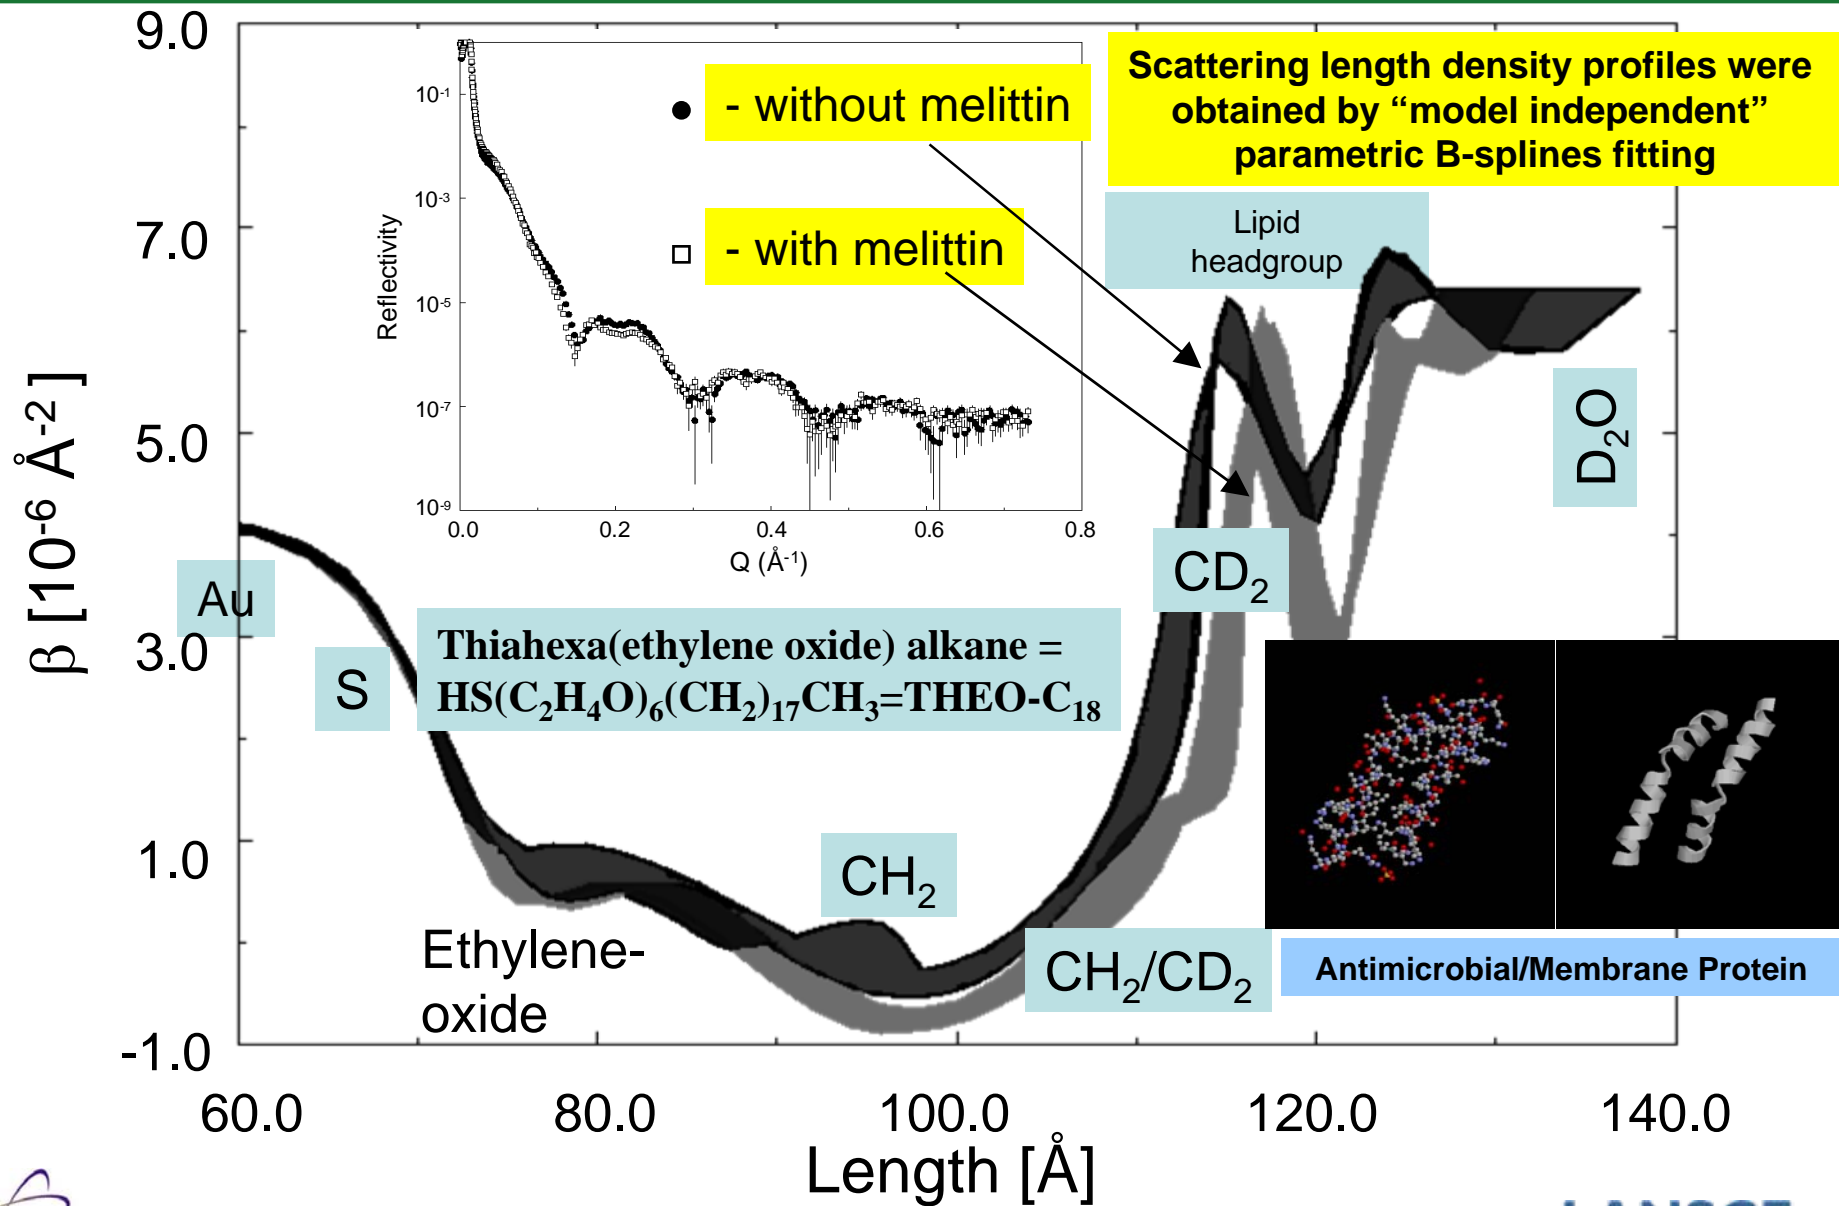 9.0
7.0
5.0
3.0
1.0
-1.0
β [10⁻⁶ Å⁻²]
60.0 80.0 100.0 120.0 140.0
Length [Å]
10⁻¹
10⁻³
10⁻⁵
10⁻⁷
10⁻⁹
Reflectivity
0.0 0.2 0.4 0.6 0.8
Q (Å⁻¹)
● - without melittin
□ - with melittin
Scattering length density profiles were
obtained by “model independent”
parametric B-splines fitting
Lipid
headgroup
D₂O
CD₂
Au
S
Thiahexa(ethylene oxide) alkane =
HS(C₂H₄O)₆(CH₂)₁₇CH₃=THEO-C₁₈
CH₂
Ethylene-
oxide
CH₂/CD₂
Antimicrobial/Membrane Protein